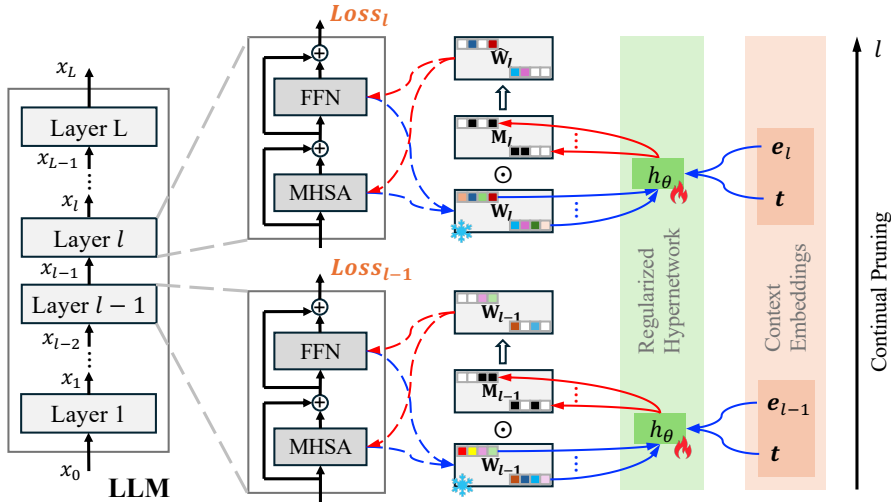 x_L
Layer L
x_{L-1}
x_l
Layer l
x_{l-1}
Layer l − 1
x_{l-2}
x_1
Layer 1
x_0
LLM
Loss_l
FFN
MHSA
Ŵ_l
M_l
⊙
W_l
h_θ
e_l
t
l
Loss_{l-1}
FFN
MHSA
W_{l-1}
M_{l-1}
⊙
W_{l-1}
h_θ
e_{l-1}
t
Regularized
Hypernetwork
Context
Embeddings
Continual Pruning